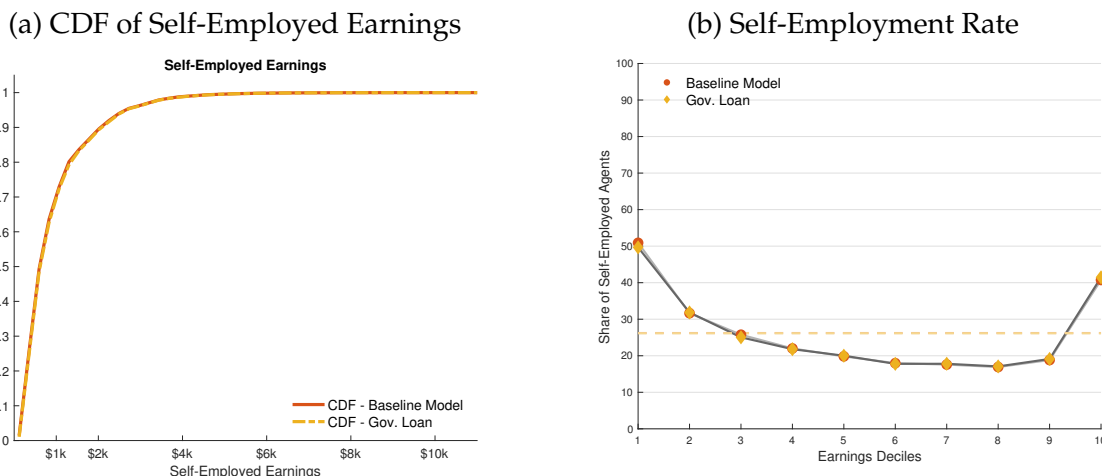 (a) CDF of Self-Employed Earnings
Self-Employed Earnings
1
.9
.8
.7
.6
.5
.4
.3
.2
.1
0
$1k $2k $4k $6k $8k $10k
Self-Employed Earnings
CDF - Baseline Model
CDF - Gov. Loan
(b) Self-Employment Rate
Baseline Model
Gov. Loan
Share of Self-Employed Agents
100
90
80
70
60
50
40
30
20
10
0
1 2 3 4 5 6 7 8 9 10
Earnings Deciles